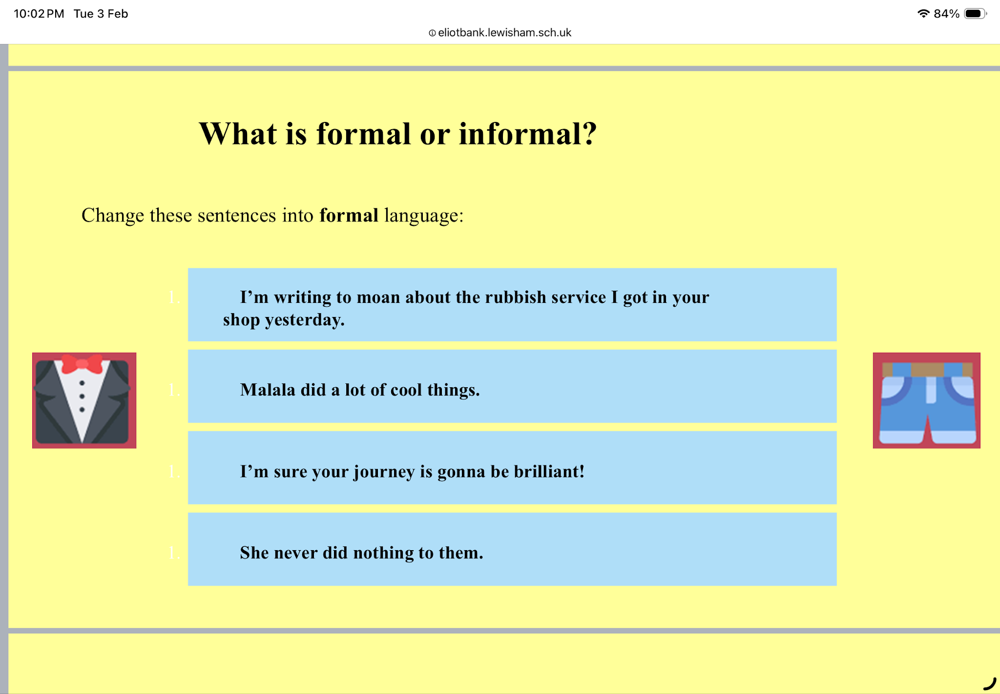 10:02 PM Tue 3 Feb
84%
eliotbank.lewisham.sch.uk
What is formal or informal?
Change these sentences into formal language:
1. I’m writing to moan about the rubbish service I got in your
shop yesterday.
1. Malala did a lot of cool things.
1. I’m sure your journey is gonna be brilliant!
1. She never did nothing to them.